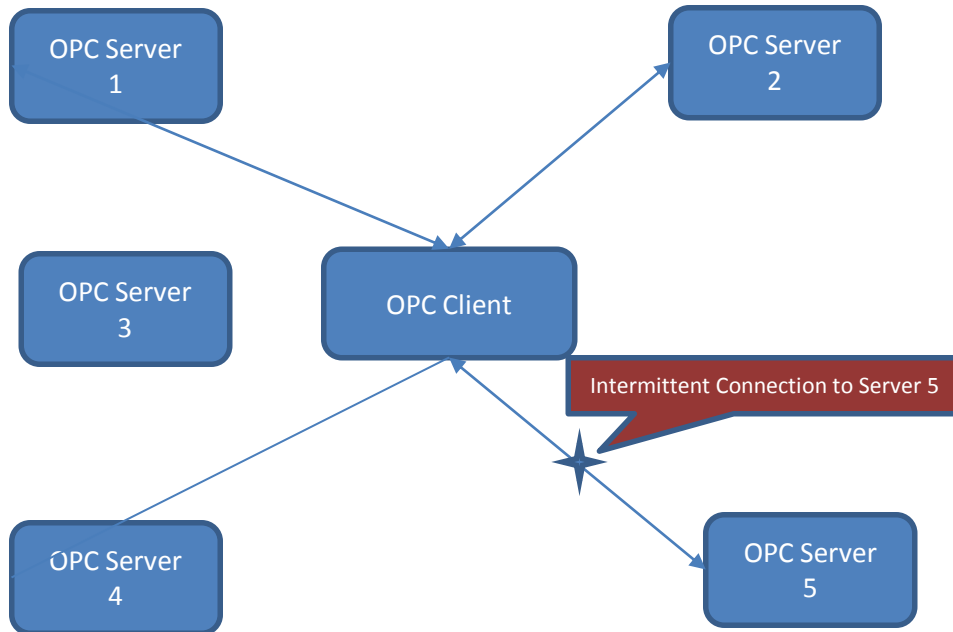 OPC Server
1
OPC Server
2
OPC Server
3
OPC Client
Intermittent Connection to Server 5
OPC Server
4
OPC Server
5